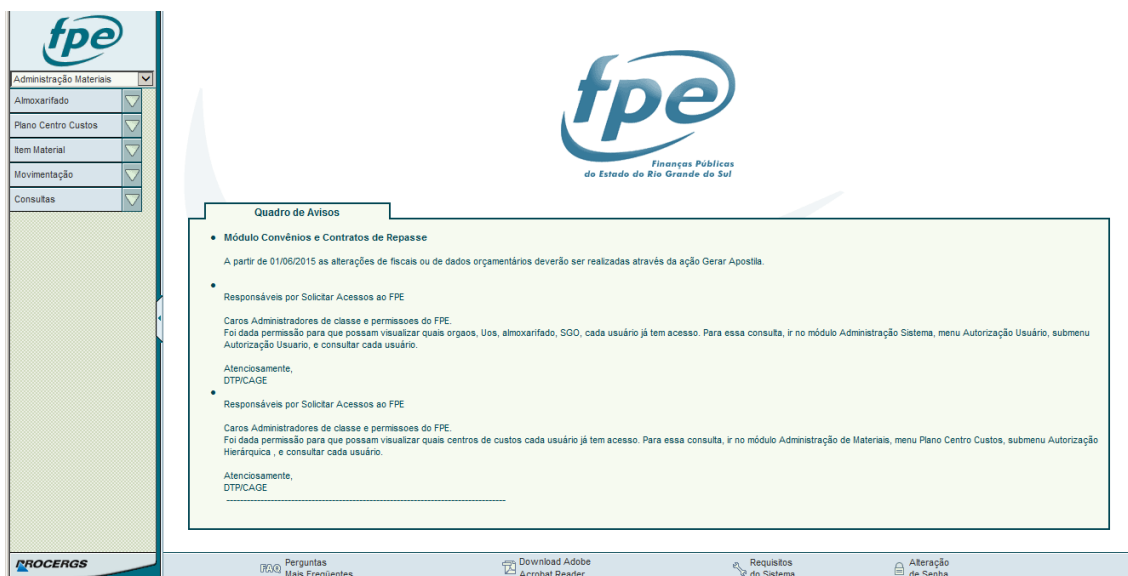 fpe
Administração Materiais
Almoxarifado
Plano Centro Custos
Item Material
Movimentação
Consultas
fpe
Finanças Públicas
do Estado do Rio Grande do Sul
Quadro de Avisos
Módulo Convênios e Contratos de Repasse
A partir de 01/06/2015 as alterações de fiscais ou de dados orçamentários deverão ser realizadas através da ação Gerar Apostila.
Responsáveis por Solicitar Acessos ao FPE
Caros Administradores de classe e permissoes do FPE.
Foi dada permissão para que possam visualizar quais orgaos, Uos, almoxarifado, SGO, cada usuário já tem acesso. Para essa consulta, ir no módulo Administração Sistema, menu Autorização Usuário, submenu
Autorização Usuario, e consultar cada usuário.
Atenciosamente,
DTP/CAGE
Responsáveis por Solicitar Acessos ao FPE
Caros Administradores de classe e permissoes do FPE.
Foi dada permissão para que possam visualizar quais centros de custos cada usuário já tem acesso. Para essa consulta, ir no módulo Administração de Materiais, menu Plano Centro Custos, submenu Autorização
Hierárquica , e consultar cada usuário.
Atenciosamente,
DTP/CAGE
------------------------------------------------------------------------------------
PROCERGS
FAQ Perguntas
Mais Freqüentes
Download Adobe
Acrobat Reader
Requisitos
do Sistema
Alteração
de Senha